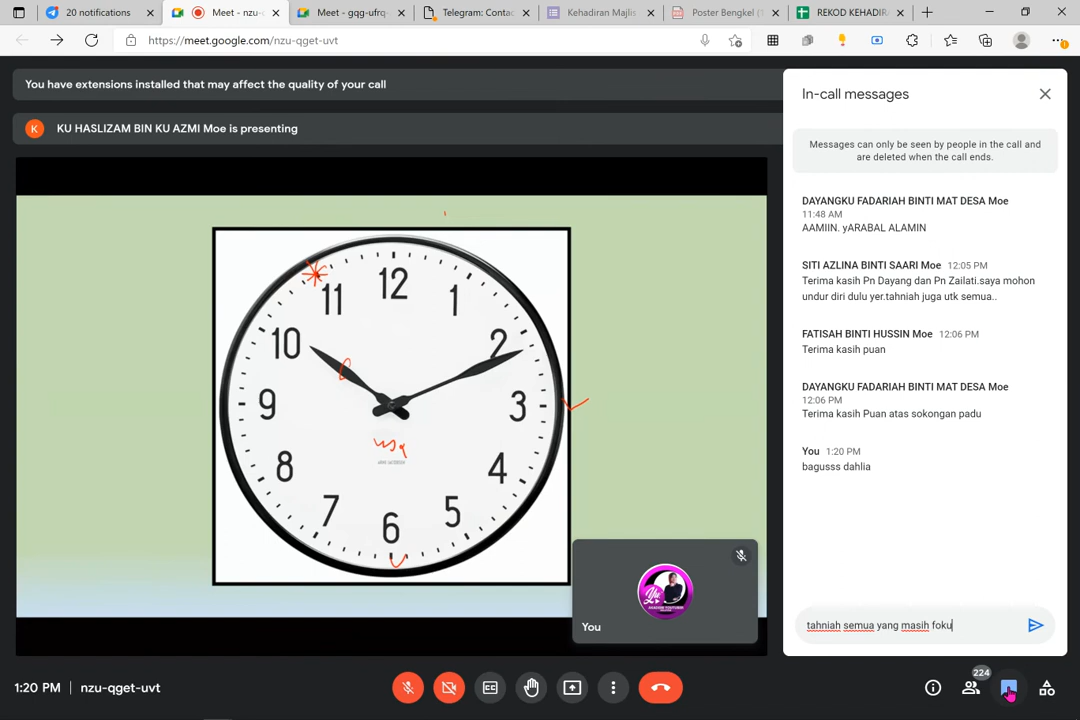 20 notifications
Meet - nzu-
Meet - gqg-ufrq-
Telegram: Contac
Kehadiran Majlis
Poster Bengkel (1
REKOD KEHADIRA
https://meet.google.com/nzu-qget-uvt
You have extensions installed that may affect the quality of your call
K
KU HASLIZAM BIN KU AZMI Moe is presenting
12
11
1
10
2
9
3
8
4
7
5
6
ARNE JACOBSEN
You
In-call messages
Messages can only be seen by people in the call and
are deleted when the call ends.
DAYANGKU FADARIAH BINTI MAT DESA Moe
11:48 AM
AAMIIN. yARABAL ALAMIN
SITI AZLINA BINTI SAARI Moe 12:05 PM
Terima kasih Pn Dayang dan Pn Zailati.saya mohon
undur diri dulu yer.tahniah juga utk semua..
FATISAH BINTI HUSSIN Moe 12:06 PM
Terima kasih puan
DAYANGKU FADARIAH BINTI MAT DESA Moe
12:06 PM
Terima kasih Puan atas sokongan padu
You 1:20 PM
bagusss dahlia
tahniah semua yang masih foku
1:20 PM | nzu-qget-uvt
CC
224